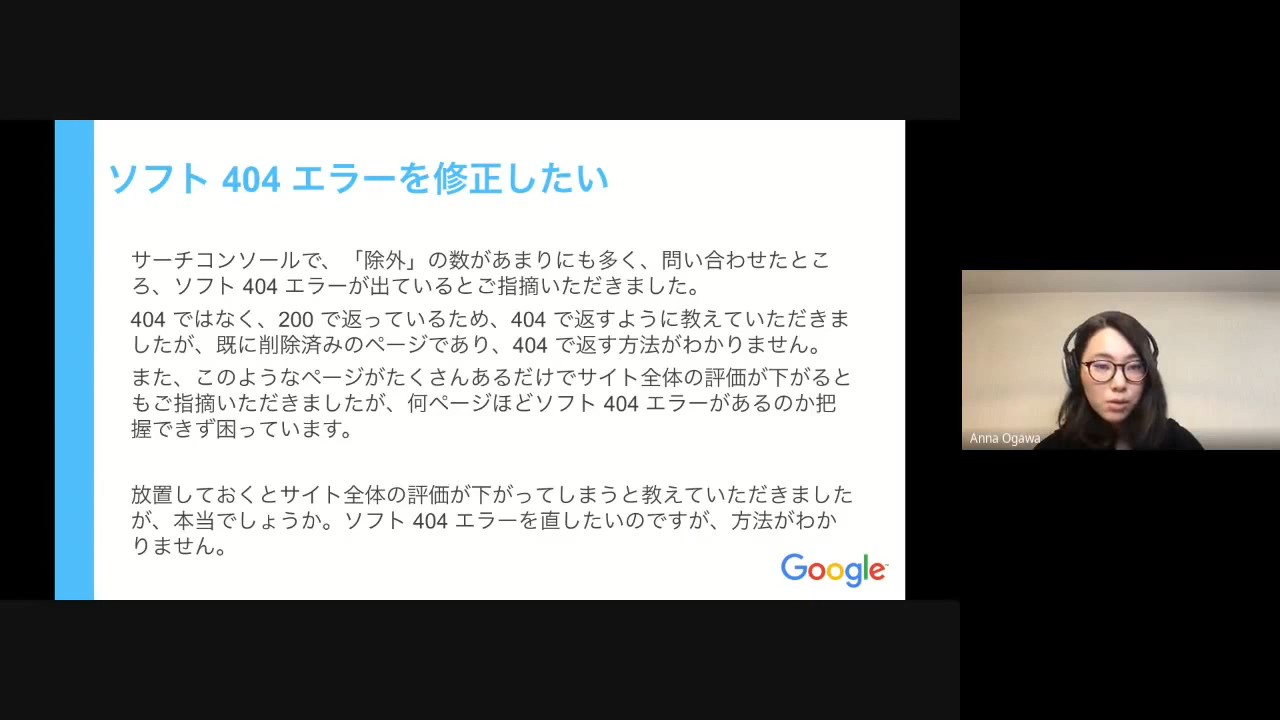 ソフト 404 エラーを修正したい
サーチコンソールで、「除外」の数があまりにも多く、問い合わせたとこ
ろ、ソフト 404 エラーが出ているとご指摘いただきました。
404 ではなく、200 で返っているため、404 で返すように教えていただきま
したが、既に削除済みのページであり、404 で返す方法がわかりません。
また、このようなページがたくさんあるだけでサイト全体の評価が下がると
もご指摘いただきましたが、何ページほどソフト 404 エラーがあるのか把
握できず困っています。
放置しておくとサイト全体の評価が下がってしまうと教えていただきました
が、本当でしょうか。ソフト 404 エラーを直したいのですが、方法がわか
りません。
Google
Anna Ogawa